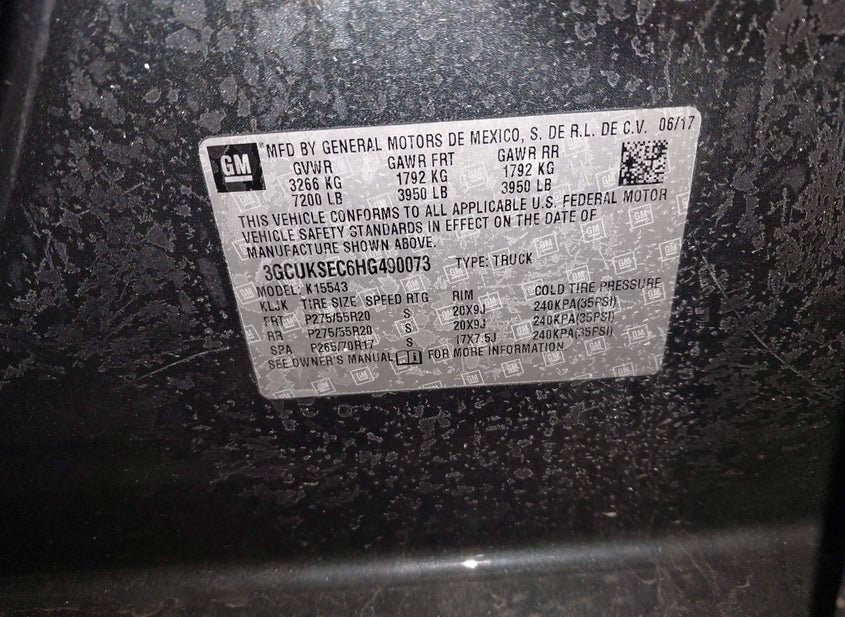 GM
"MFD BY GENERAL MOTORS DE MEXICO, S. DE R.L. DE C.V. 06/17
GVWR GAWR FRT GAWR RR
3266 KG 1792 KG 1792 KG
7200 LB 3950 LB 3950 LB
THIS VEHICLE CONFORMS TO ALL APPLICABLE U.S. FEDERAL MOTOR
VEHICLE SAFETY STANDARDS IN EFFECT ON THE DATE OF
MANUFACTURE SHOWN ABOVE.
3GCUKSEC6HG490073 TYPE: TRUCK
MODEL: K15543
KLJK TIRE SIZE SPEED RTG RIM COLD TIRE PRESSURE
FRT P275/55R20 S 20X9J 240KPA(35PSI)
RR P275/55R20 S 20X9J 240KPA(35PSI)
SPA P265/70R17 S 17X7.5J 240KPA(35PSI)
SEE OWNER'S MANUAL FOR MORE INFORMATION